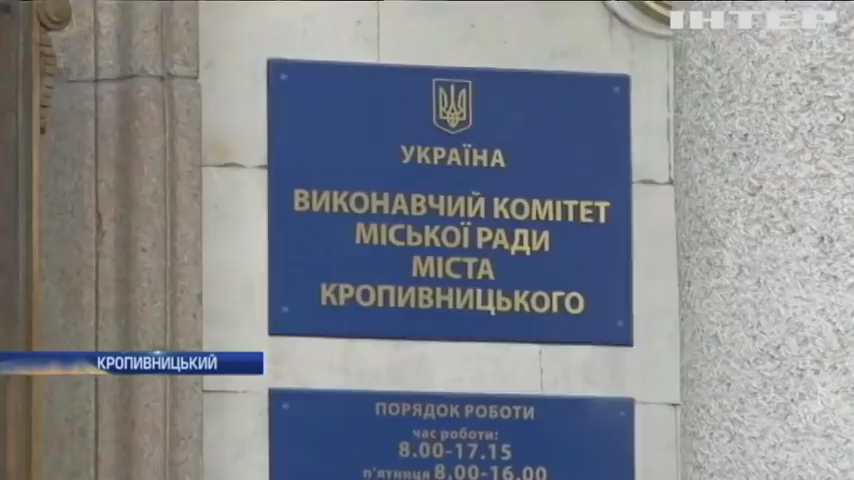 ІНТЕР
УКРАЇНА
ВИКОНАВЧИЙ КОМІТЕТ
МІСЬКОЇ РАДИ
МІСТА
КРОПИВНИЦЬКОГО
КРОПИВНИЦЬКИЙ
ПОРЯДОК РОБОТИ
час роботи:
8.00-17.15
п'ятниця 8.00-16.00